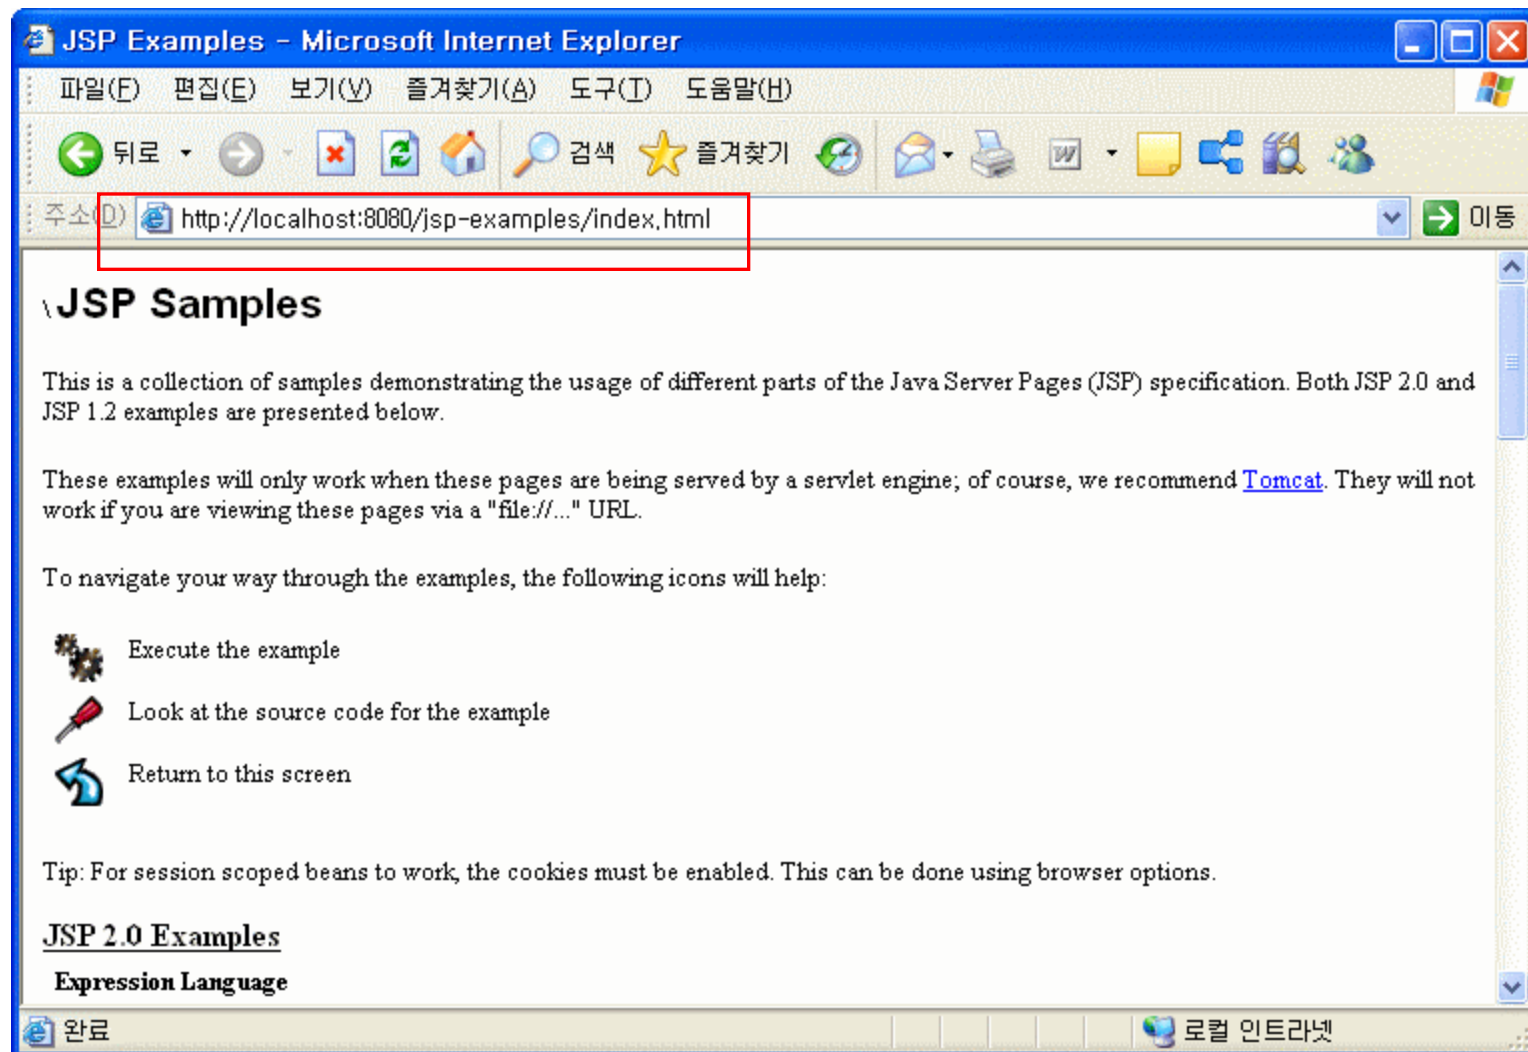 JSP Examples - Microsoft Internet Explorer
파일(F) 편집(E) 보기(V) 즐겨찾기(A) 도구(T) 도움말(H)
뒤로 검색 즐겨찾기
주소(D) http://localhost:8080/jsp-examples/index.html 이동
\JSP Samples
This is a collection of samples demonstrating the usage of different parts of the Java Server Pages (JSP) specification. Both JSP 2.0 and
JSP 1.2 examples are presented below.
These examples will only work when these pages are being served by a servlet engine; of course, we recommend Tomcat. They will not
work if you are viewing these pages via a "file://..." URL.
To navigate your way through the examples, the following icons will help:
Execute the example
Look at the source code for the example
Return to this screen
Tip: For session scoped beans to work, the cookies must be enabled. This can be done using browser options.
JSP 2.0 Examples
Expression Language
완료 로컬 인트라넷